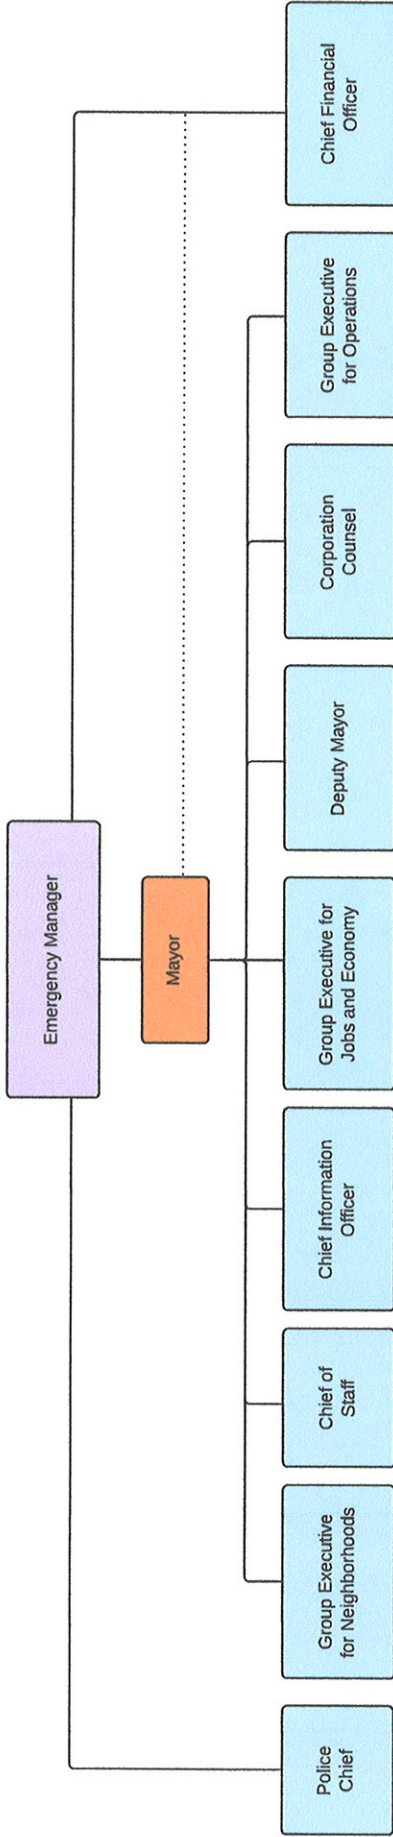 Emergency Manager
Mayor
Police
Chief
Group Executive
for Neighborhoods
Chief of
Staff
Chief Information
Officer
Group Executive for
Jobs and Economy
Deputy Mayor
Corporation
Counsel
Group Executive
for Operations
Chief Financial
Officer